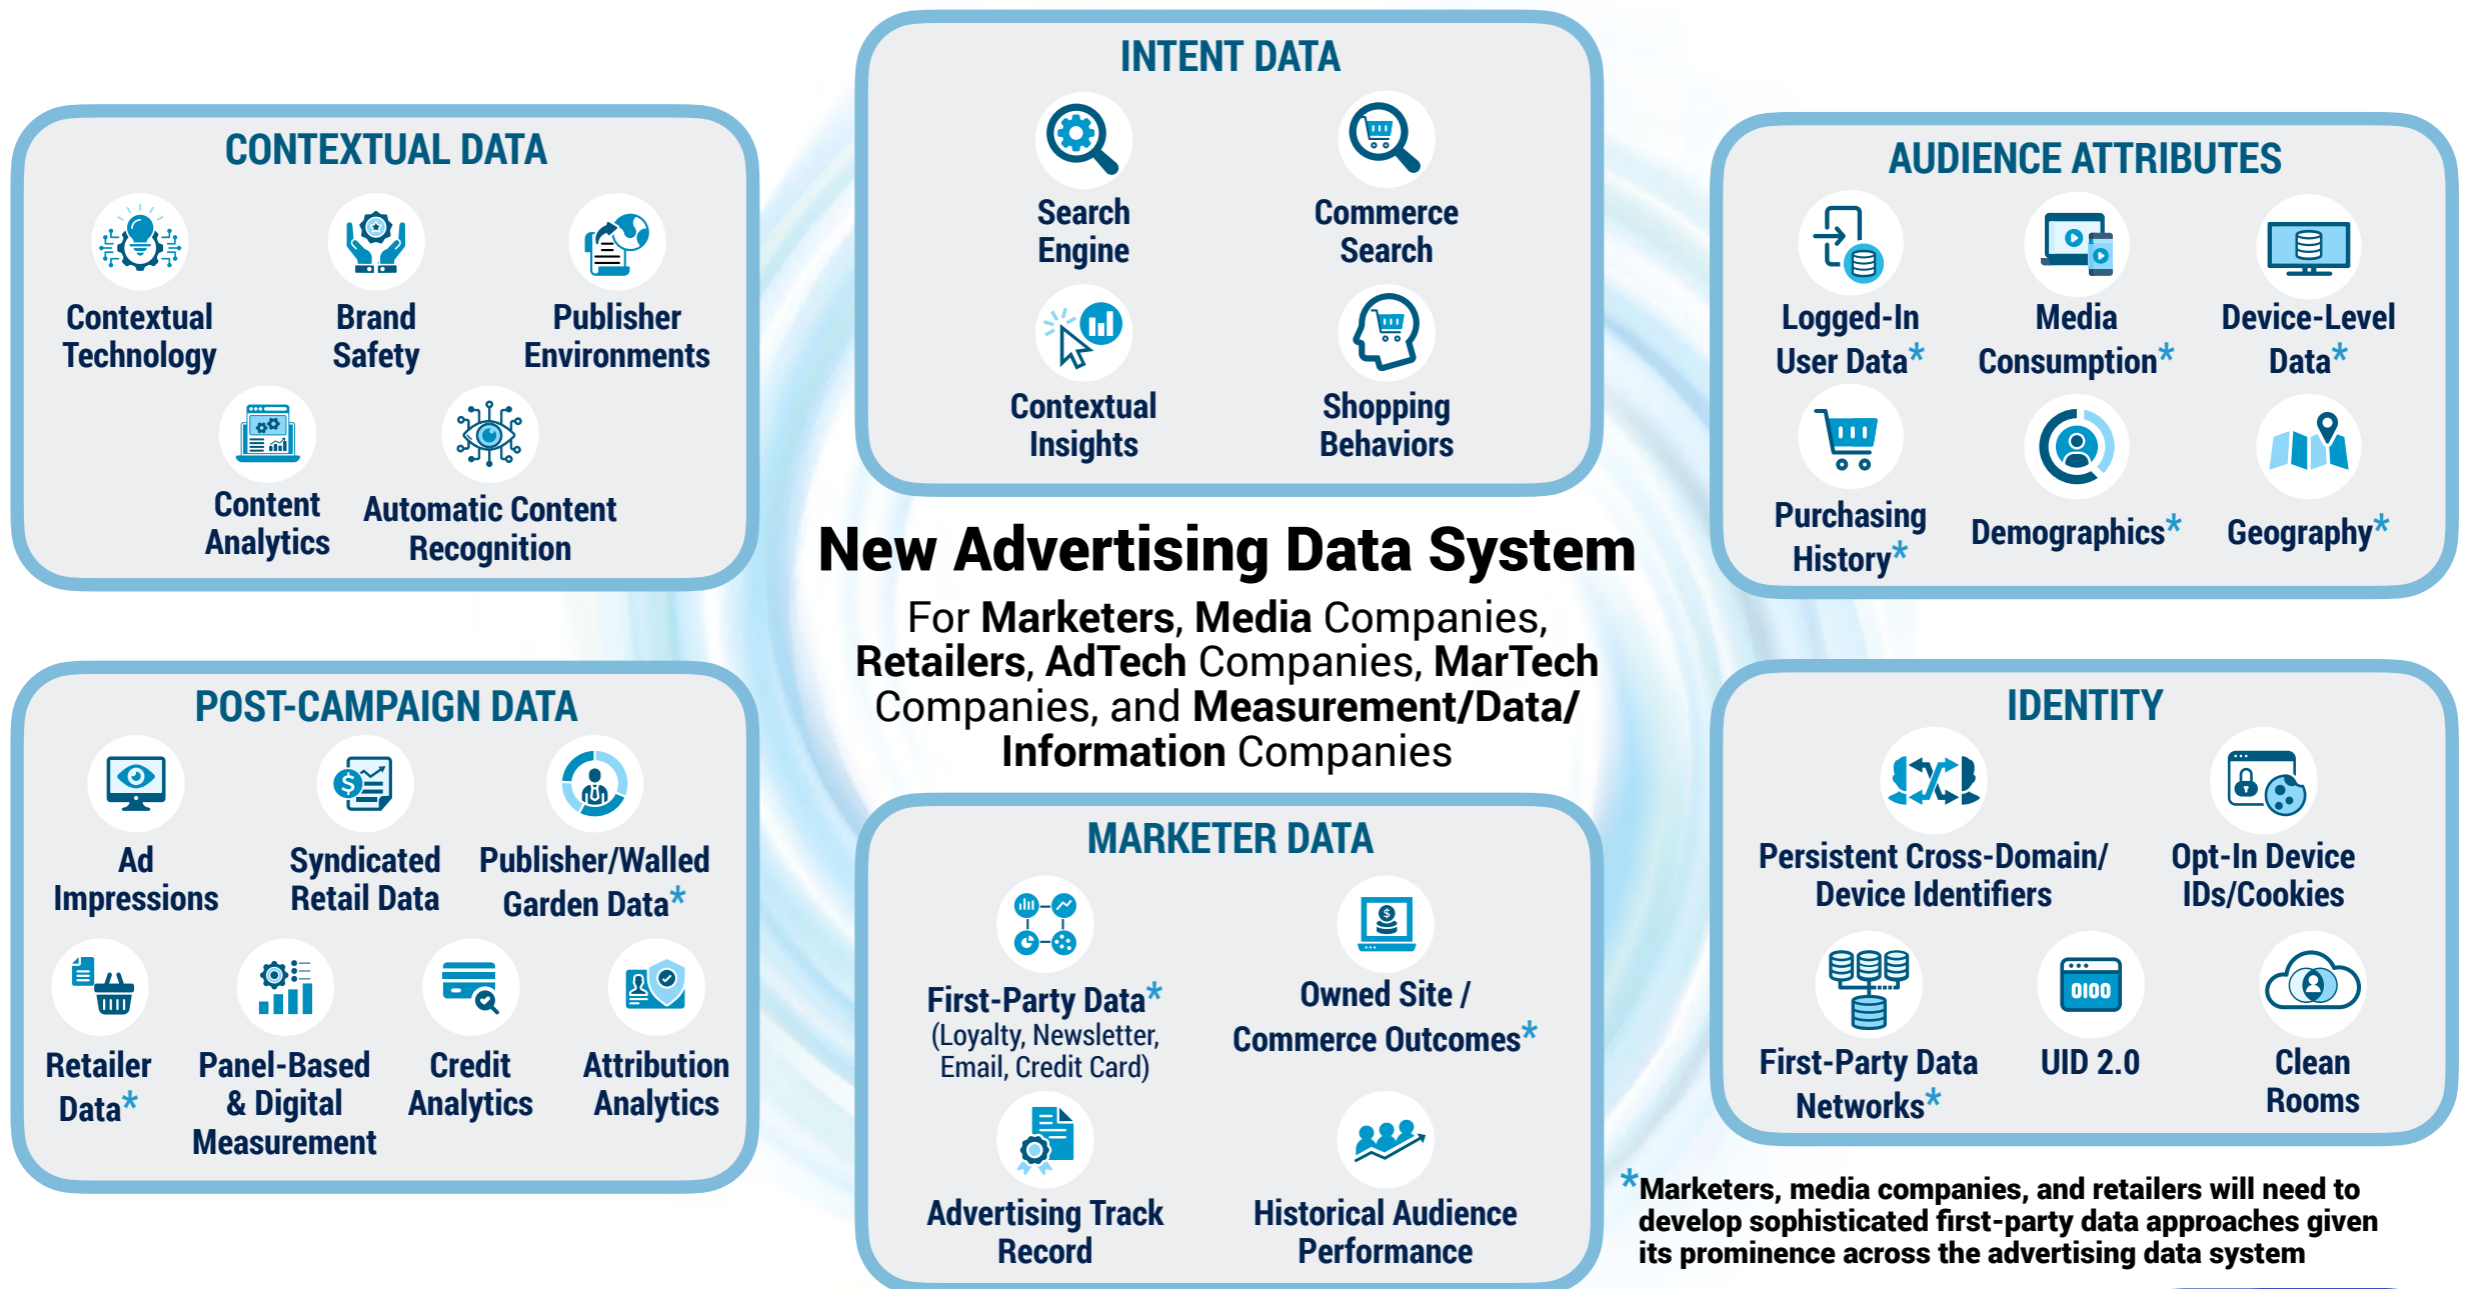 INTENT DATA
Search
Engine
Commerce
Search
Contextual
Insights
Shopping
Behaviors
CONTEXTUAL DATA
Contextual
Technology
Brand
Safety
Publisher
Environments
Content
Analytics
Automatic Content
Recognition
AUDIENCE ATTRIBUTES
Logged-In
User Data*
Media
Consumption*
Device-Level
Data*
Purchasing
History*
Demographics*
Geography*
New Advertising Data System
For Marketers, Media Companies,
Retailers, AdTech Companies, MarTech
Companies, and Measurement/Data/
Information Companies
POST-CAMPAIGN DATA
Ad
Impressions
Syndicated
Retail Data
Publisher/Walled
Garden Data*
Retailer
Data*
Panel-Based
& Digital
Measurement
Credit
Analytics
Attribution
Analytics
MARKETER DATA
First-Party Data*
(Loyalty, Newsletter,
Email, Credit Card)
Owned Site /
Commerce Outcomes*
Advertising Track
Record
Historical Audience
Performance
IDENTITY
Persistent Cross-Domain/
Device Identifiers
Opt-In Device
IDs/Cookies
First-Party Data
Networks*
0100
UID 2.0
Clean
Rooms
*Marketers, media companies, and retailers will need to
develop sophisticated first-party data approaches given
its prominence across the advertising data system